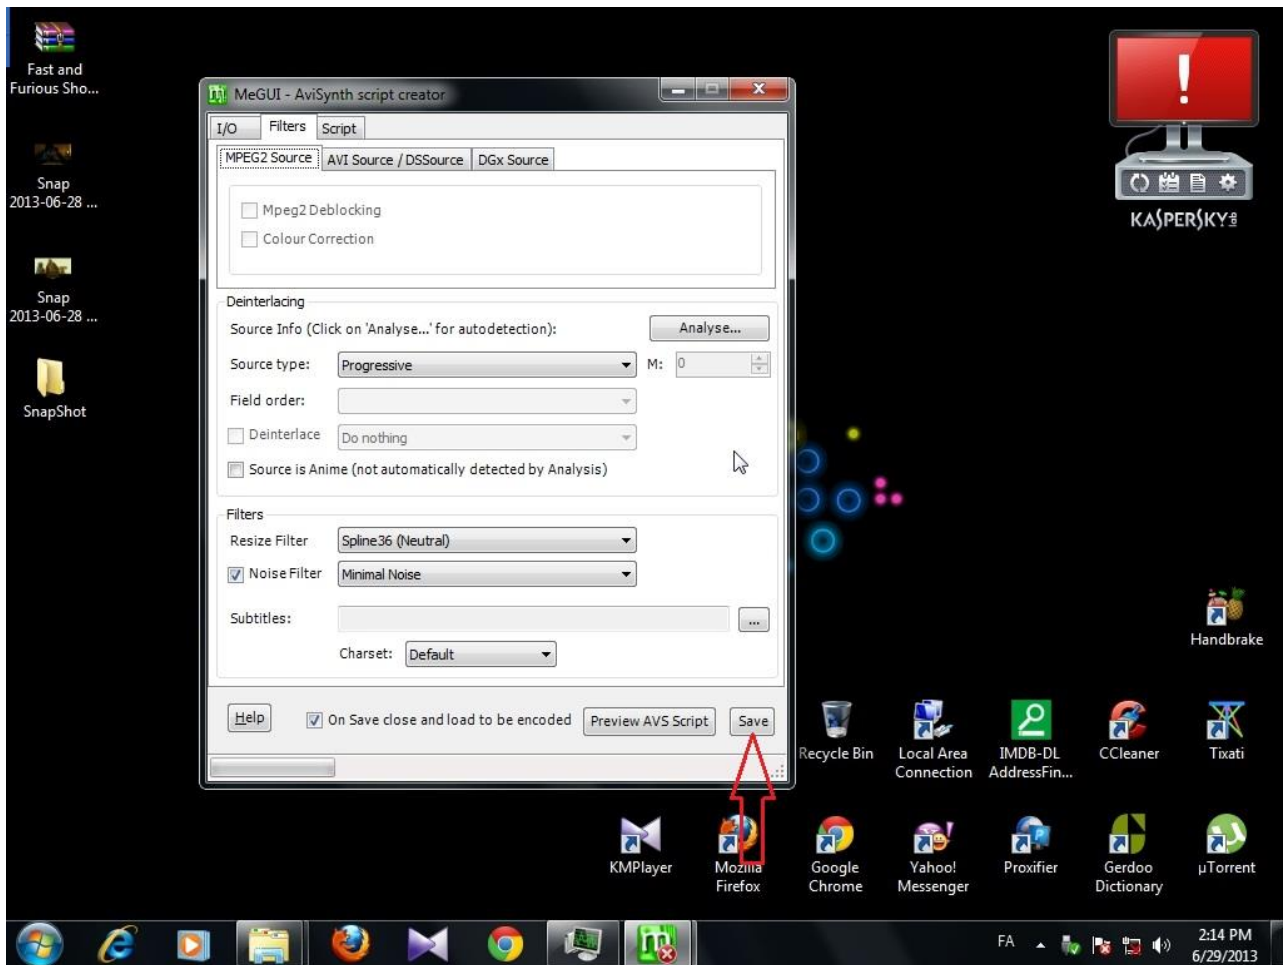 Fast and
Furious Sho...
Snap
2013-06-28 ...
Snap
2013-06-28 ...
SnapShot
MeGUI - AviSynth script creator
I/O
Filters
Script
MPEG2 Source
AVI Source / DSSource
DGx Source
Mpeg2 Deblocking
Colour Correction
Deinterlacing
Source Info (Click on 'Analyse...' for autodetection):
Analyse...
Source type:
Progressive
M:
0
Field order:
Deinterlace
Do nothing
Source is Anime (not automatically detected by Analysis)
Filters
Resize Filter
Spline36 (Neutral)
Noise Filter
Minimal Noise
Subtitles:
...
Charset:
Default
Help
On Save close and load to be encoded
Preview AVS Script
Save
KASPERSKY lab
Handbrake
Recycle Bin
Local Area
Connection
IMDB-DL
AddressFin...
CCleaner
Tixati
KMPlayer
Mozilla
Firefox
Google
Chrome
Yahoo!
Messenger
Proxifier
Gerdoo
Dictionary
µTorrent
FA
2:14 PM
6/29/2013